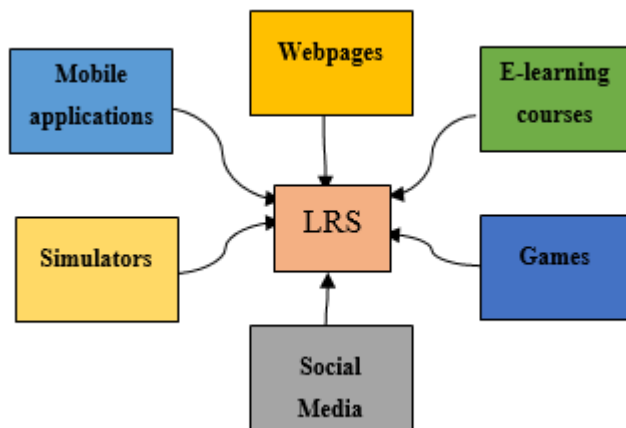 Mobile
applications
Webpages
E-learning
courses
Simulators
LRS
Games
Social
Media